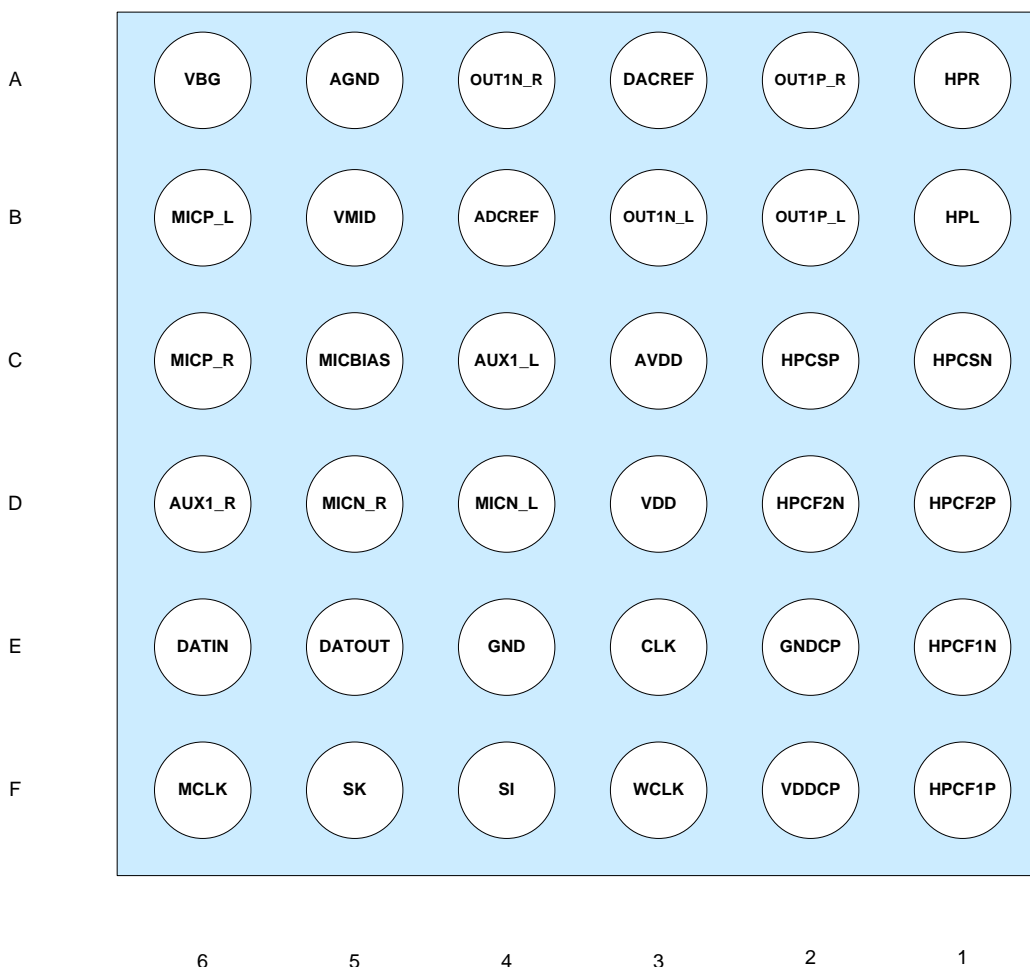 A VBG AGND OUT1N_R DACREF OUT1P_R HPR
B MICP_L VMID ADCREF OUT1N_L OUT1P_L HPL
C MICP_R MICBIAS AUX1_L AVDD HPCSP HPCSN
D AUX1_R MICN_R MICN_L VDD HPCF2N HPCF2P
E DATIN DATOUT GND CLK GNDCP HPCF1N
F MCLK SK SI WCLK VDDCP HPCF1P
6 5 4 3 2 1